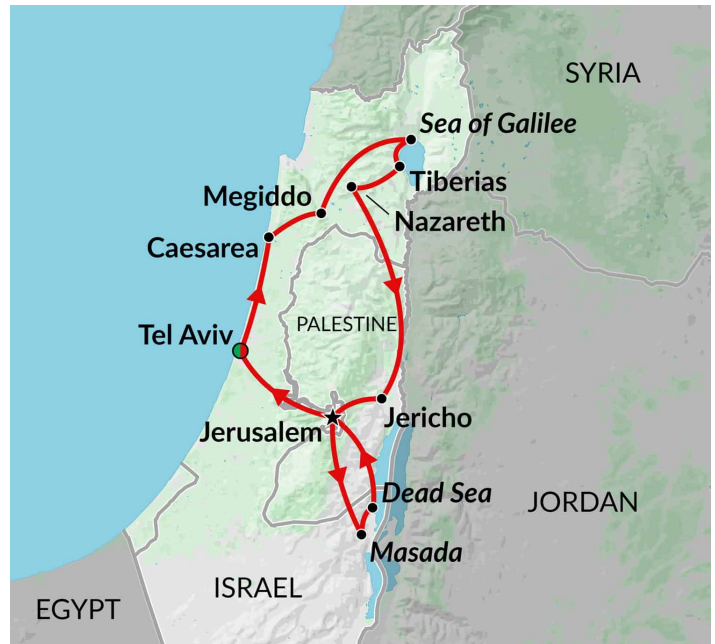 SYRIA
Sea of Galilee
Tiberias
Megiddo
Nazareth
Caesarea
PALESTINE
Tel Aviv
Jericho
Jerusalem
Dead Sea
JORDAN
Masada
ISRAEL
EGYPT